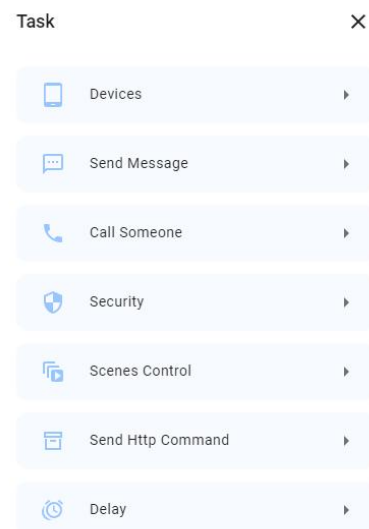 Task
Devices
Send Message
Call Someone
Security
Scenes Control
Send Http Command
Delay